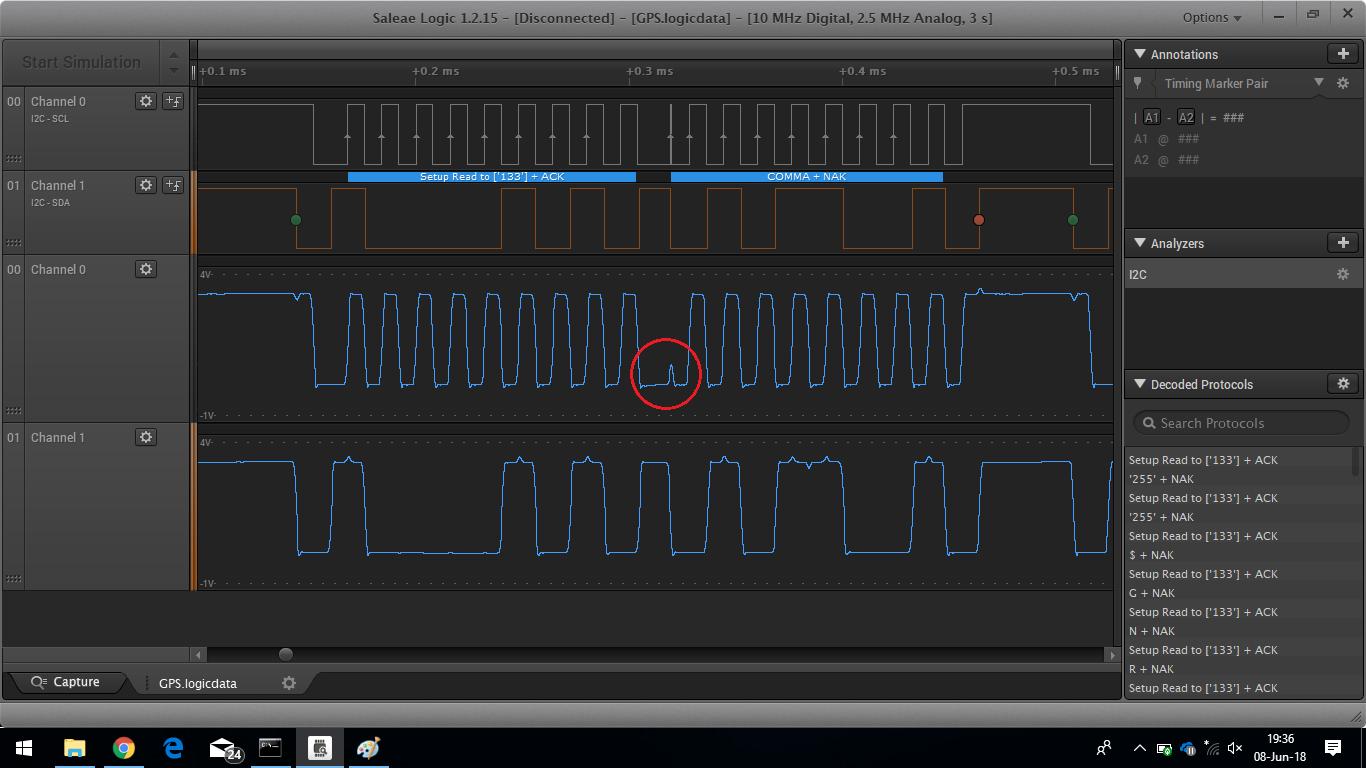 Saleae Logic 1.2.15 - [Disconnected] - [GPS.logicdata] - [10 MHz Digital, 2.5 MHz Analog, 3 s]
Options
Start Simulation
+0.1 ms
+0.2 ms
+0.3 ms
+0.4 ms
+0.5 ms
00
Channel 0
I2C - SCL
Setup Read to ['133'] + ACK
COMMA + NAK
01
Channel 1
I2C - SDA
00
Channel 0
4V
-1V
01
Channel 1
4V
-1V
Annotations
Timing Marker Pair
| A1 - A2 | = ###
A1 @ ###
A2 @ ###
Analyzers
I2C
Decoded Protocols
Search Protocols
Setup Read to ['133'] + ACK
'255' + NAK
Setup Read to ['133'] + ACK
'255' + NAK
Setup Read to ['133'] + ACK
$ + NAK
Setup Read to ['133'] + ACK
G + NAK
Setup Read to ['133'] + ACK
N + NAK
Setup Read to ['133'] + ACK
R + NAK
Setup Read to ['133'] + ACK
Capture
GPS.logicdata
24
19:36
08-Jun-18